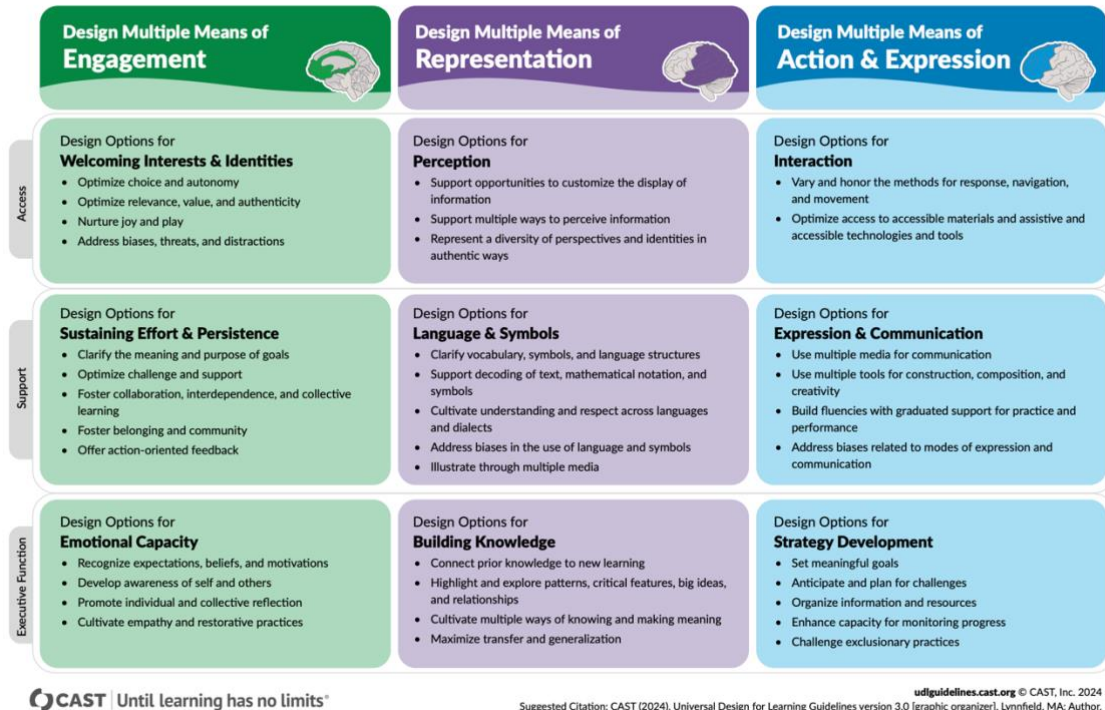 Design Multiple Means of
Engagement
Design Multiple Means of
Representation
Design Multiple Means of
Action & Expression
Access
Design Options for
Welcoming Interests & Identities
• Optimize choice and autonomy
• Optimize relevance, value, and authenticity
• Nurture joy and play
• Address biases, threats, and distractions
Design Options for
Perception
• Support opportunities to customize the display of
information
• Support multiple ways to perceive information
• Represent a diversity of perspectives and identities in
authentic ways
Design Options for
Interaction
• Vary and honor the methods for response, navigation,
and movement
• Optimize access to accessible materials and assistive and
accessible technologies and tools
Support
Design Options for
Sustaining Effort & Persistence
• Clarify the meaning and purpose of goals
• Optimize challenge and support
• Foster collaboration, interdependence, and collective
learning
• Foster belonging and community
• Offer action-oriented feedback
Design Options for
Language & Symbols
• Clarify vocabulary, symbols, and language structures
• Support decoding of text, mathematical notation, and
symbols
• Cultivate understanding and respect across languages
and dialects
• Address biases in the use of language and symbols
• Illustrate through multiple media
Design Options for
Expression & Communication
• Use multiple media for communication
• Use multiple tools for construction, composition, and
creativity
• Build fluencies with graduated support for practice and
performance
• Address biases related to modes of expression and
communication
Executive Function
Design Options for
Emotional Capacity
• Recognize expectations, beliefs, and motivations
• Develop awareness of self and others
• Promote individual and collective reflection
• Cultivate empathy and restorative practices
Design Options for
Building Knowledge
• Connect prior knowledge to new learning
• Highlight and explore patterns, critical features, big ideas,
and relationships
• Cultivate multiple ways of knowing and making meaning
• Maximize transfer and generalization
Design Options for
Strategy Development
• Set meaningful goals
• Anticipate and plan for challenges
• Organize information and resources
• Enhance capacity for monitoring progress
• Challenge exclusionary practices
CAST | Until learning has no limits®
udlguidelines.cast.org © CAST, Inc. 2024
Suggested Citation: CAST (2024). Universal Design for Learning Guidelines version 3.0 [graphic organizer]. Lynnfield, MA: Author.